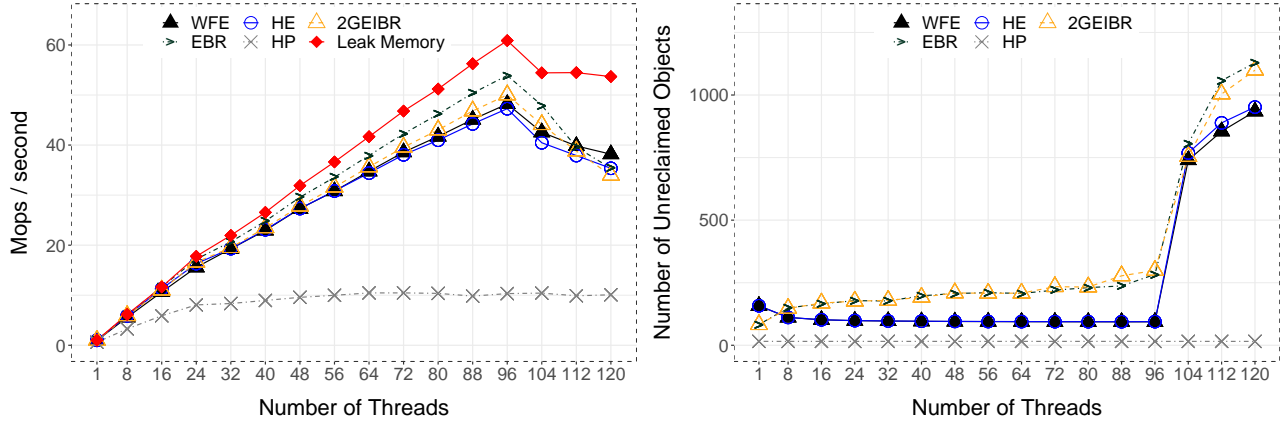 WFE HE 2GEIBR
EBR HP Leak Memory
Mops / second
60
40
20
0
1 8 16 24 32 40 48 56 64 72 80 88 96 104 112 120
Number of Threads
WFE HE 2GEIBR
EBR HP
Number of Unreclaimed Objects
1000
500
0
1 8 16 24 32 40 48 56 64 72 80 88 96 104 112 120
Number of Threads